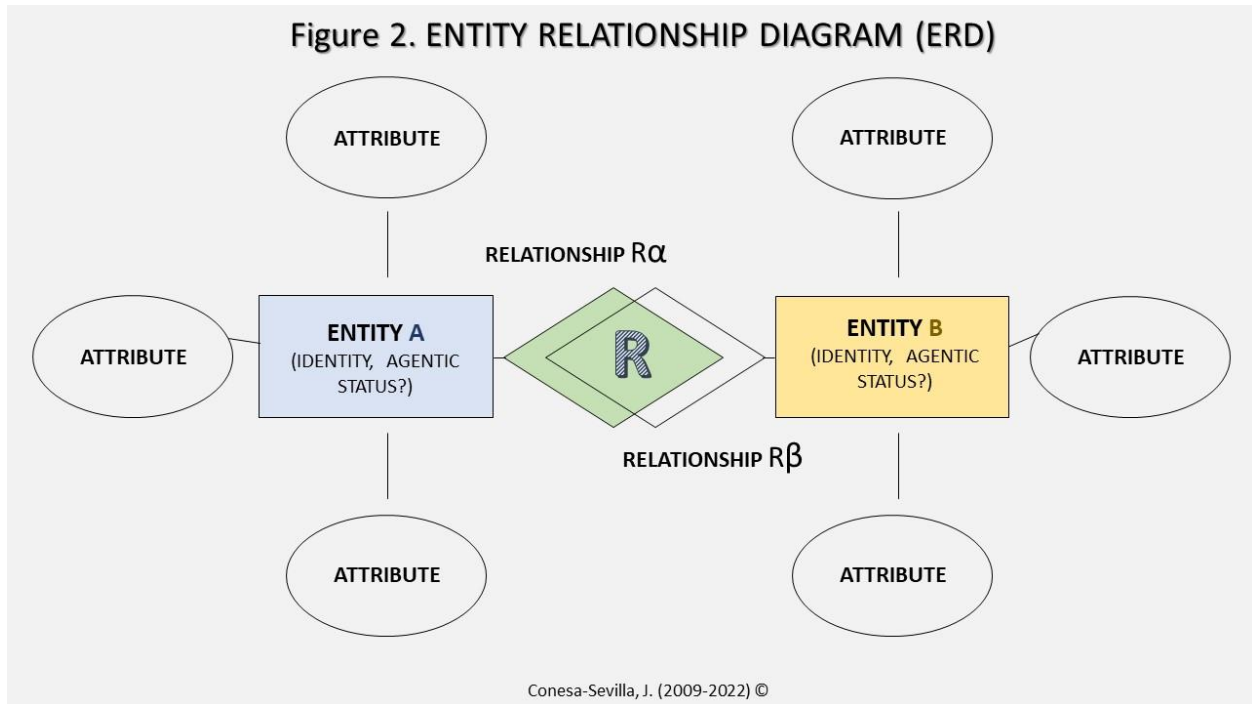 Figure 2. ENTITY RELATIONSHIP DIAGRAM (ERD)
ATTRIBUTE
ATTRIBUTE
RELATIONSHIP Rα
ATTRIBUTE
ENTITY A
(IDENTITY, AGENTIC
STATUS?)
R
ENTITY B
(IDENTITY, AGENTIC
STATUS?)
ATTRIBUTE
RELATIONSHIP Rβ
ATTRIBUTE
ATTRIBUTE
Conesa-Sevilla, J. (2009-2022) ©